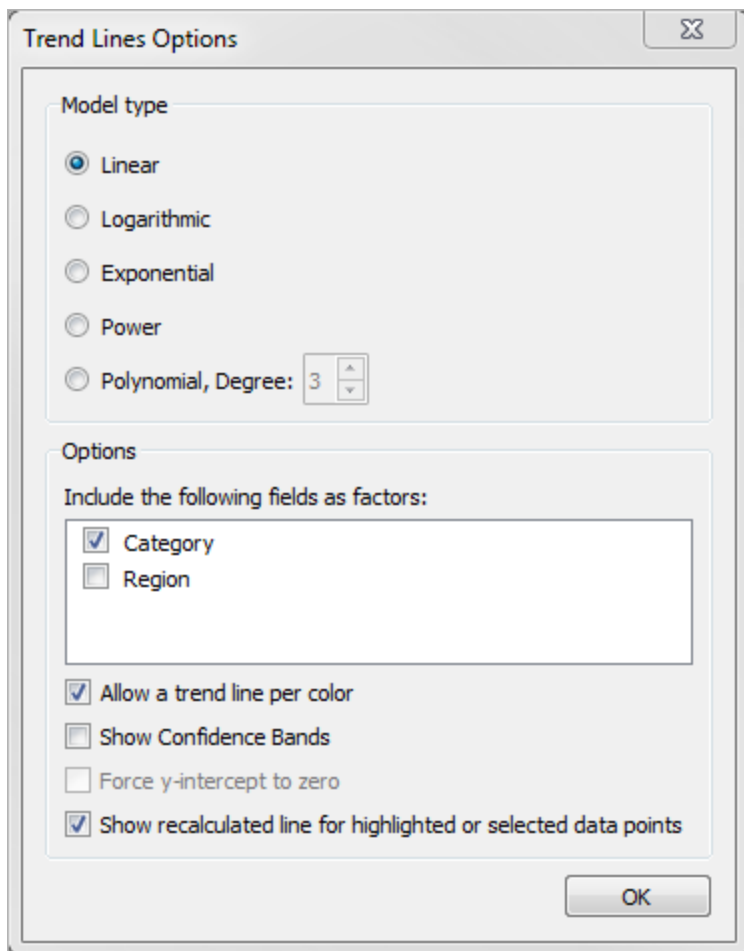 Trend Lines Options
Model type
Linear
Logarithmic
Exponential
Power
Polynomial, Degree: 3
Options
Include the following fields as factors:
Category
Region
Allow a trend line per color
Show Confidence Bands
Force y-intercept to zero
Show recalculated line for highlighted or selected data points
OK